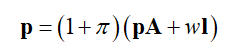 p = (1 + π)(pA + wl)